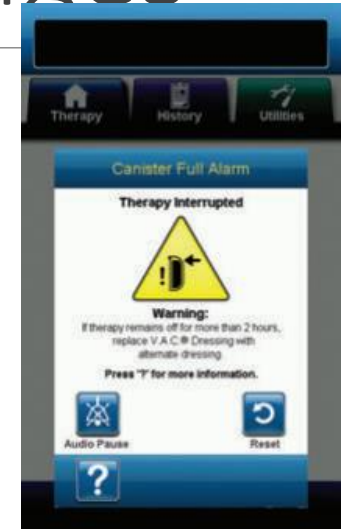 Therapy
History
Utilities
Canister Full Alarm
Therapy Interrupted
!
Warning:
If therapy remains off for more than 2 hours,
replace V.A.C.® Dressing with
alternate dressing.
Press "?" for more information.
Audio Pause
Reset
?